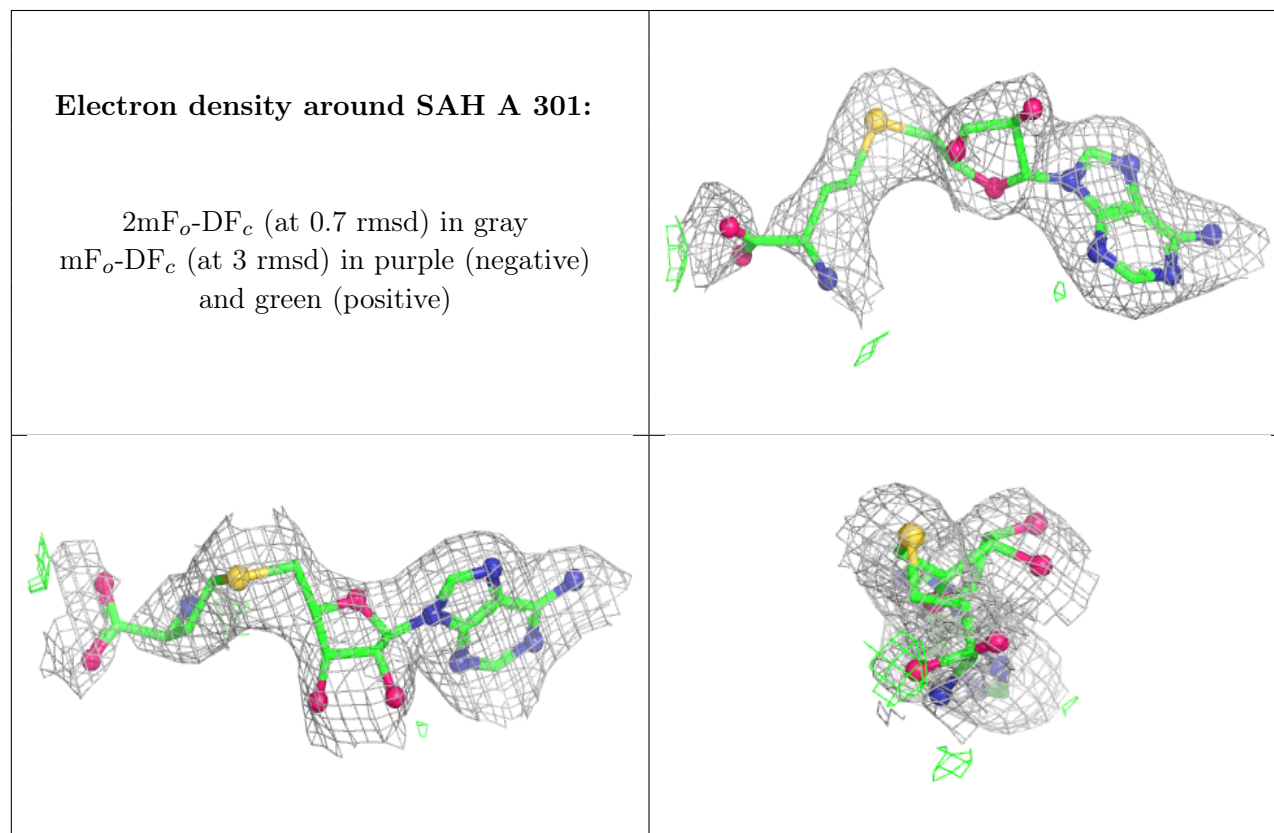 Electron density around SAH A 301:
2mFo-DFc (at 0.7 rmsd) in gray
mFo-DFc (at 3 rmsd) in purple (negative)
and green (positive)